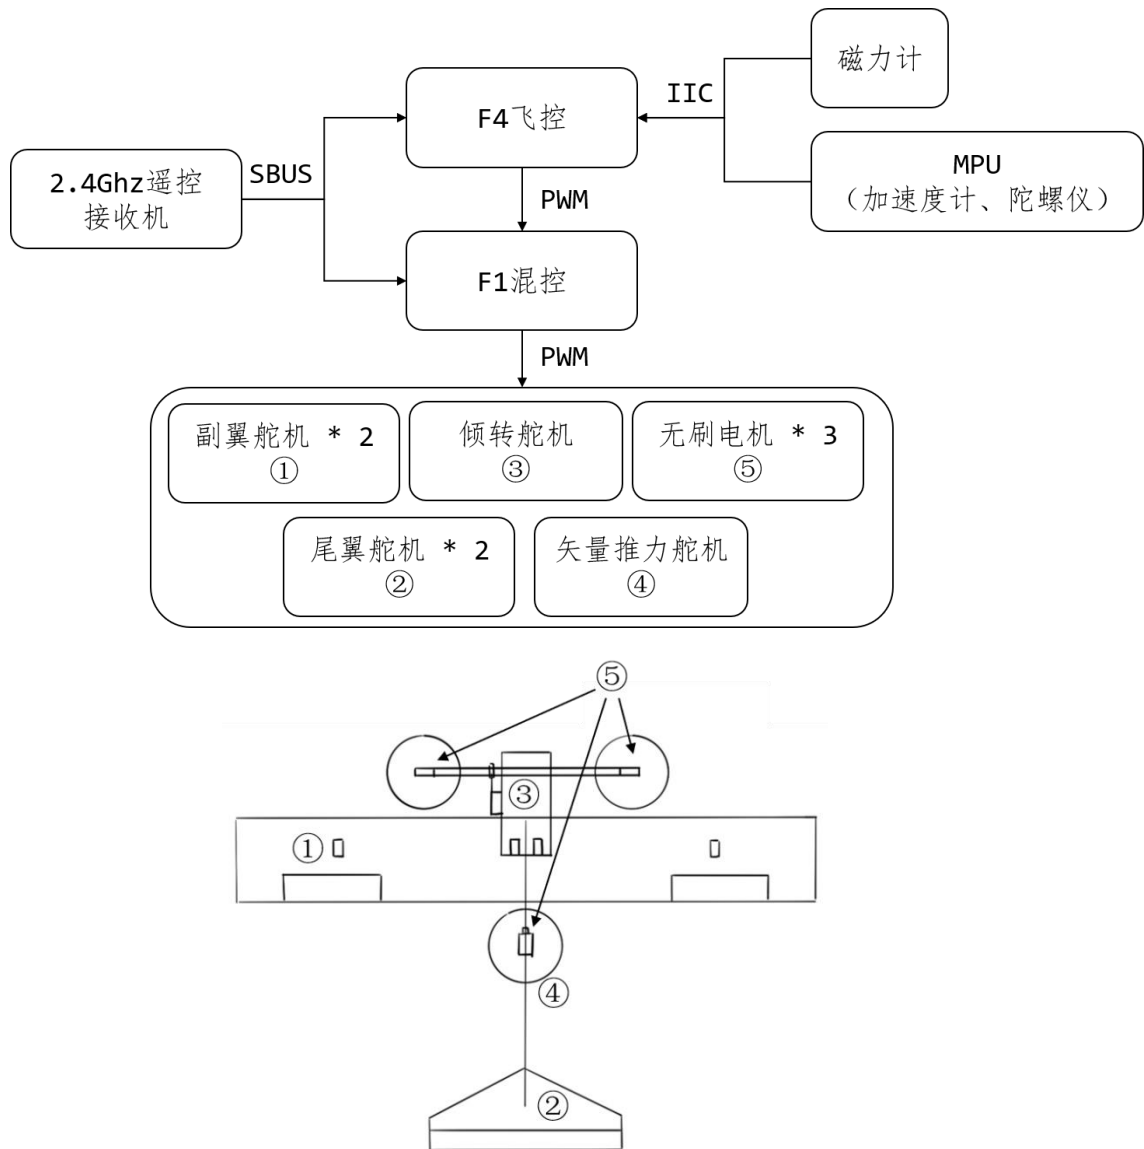 磁力计
IIC
F4飞控
MPU
(加速度计、陀螺仪)
2.4Ghz遥控
接收机
SBUS
PWM
F1混控
PWM
副翼舵机 * 2
①
倾转舵机
③
无刷电机 * 3
⑤
尾翼舵机 * 2
②
矢量推力舵机
④
⑤
③
①
④
②